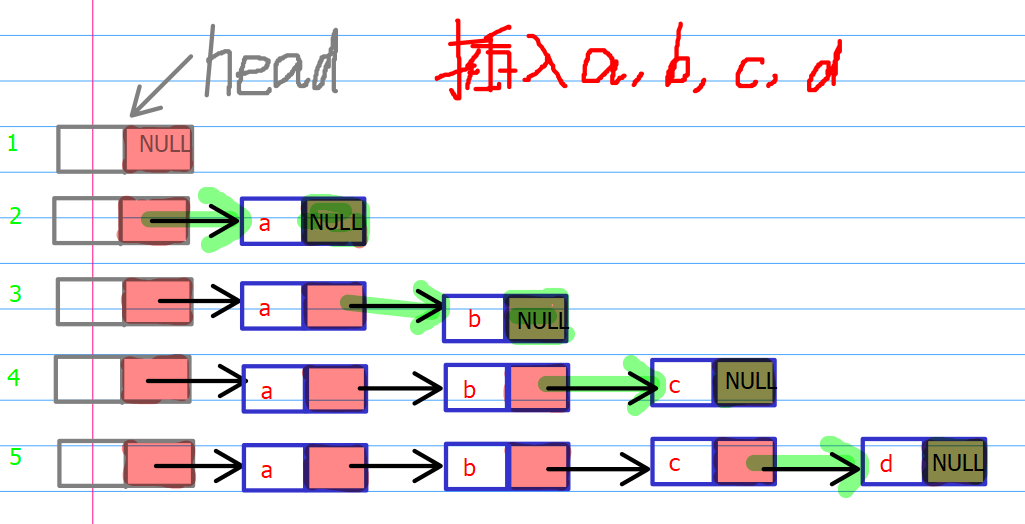 head 插入a,b,c,d
1 NULL
2 a NULL
3 a b NULL
4 a b c NULL
5 a b c d NULL